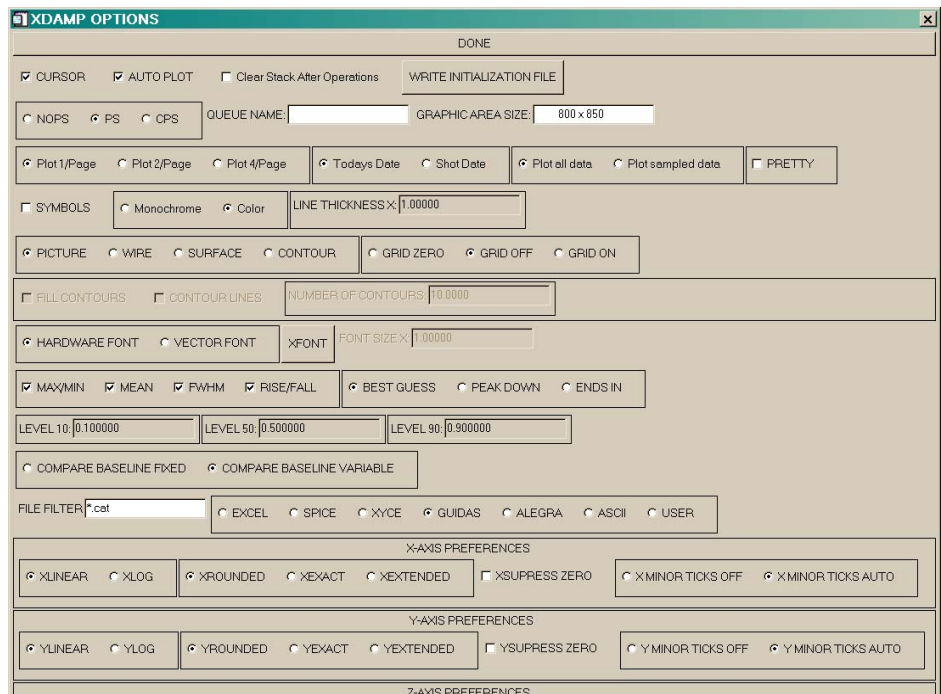 XDAMP OPTIONS
DONE
CURSOR AUTO PLOT Clear Stack After Operations WRITE INITIALIZATION FILE
NOPS PS CPS QUEUE NAME: GRAPHIC AREA SIZE: 800 x 850
Plot 1/Page Plot 2/Page Plot 4/Page Todays Date Shot Date Plot all data Plot sampled data PRETTY
SYMBOLS Monochrome Color LINE THICKNESS X: 1.00000
PICTURE WIRE SURFACE CONTOUR GRID ZERO GRID OFF GRID ON
FILL CONTOURS CONTOUR LINES NUMBER OF CONTOURS: 10.0000
HARDWARE FONT VECTOR FONT XFONT FONT SIZE X: 1.00000
MAX/MIN MEAN FWHM RISE/FALL BEST GUESS PEAK DOWN ENDS IN
LEVEL 10: 0.100000 LEVEL 50: 0.500000 LEVEL 90: 0.900000
COMPARE BASELINE FIXED COMPARE BASELINE VARIABLE
FILE FILTER *.cat EXCEL SPICE XYCE GUIDAS ALEGRA ASCII USER
X-AXIS PREFERENCES
XLINEAR XLOG XROUNDED XEXACT XEXTENDED XSUPRESS ZERO X MINOR TICKS OFF X MINOR TICKS AUTO
Y-AXIS PREFERENCES
YLINEAR YLOG YROUNDED YEXACT YEXTENDED YSUPRESS ZERO Y MINOR TICKS OFF Y MINOR TICKS AUTO
Z-AXIS PREFERENCES